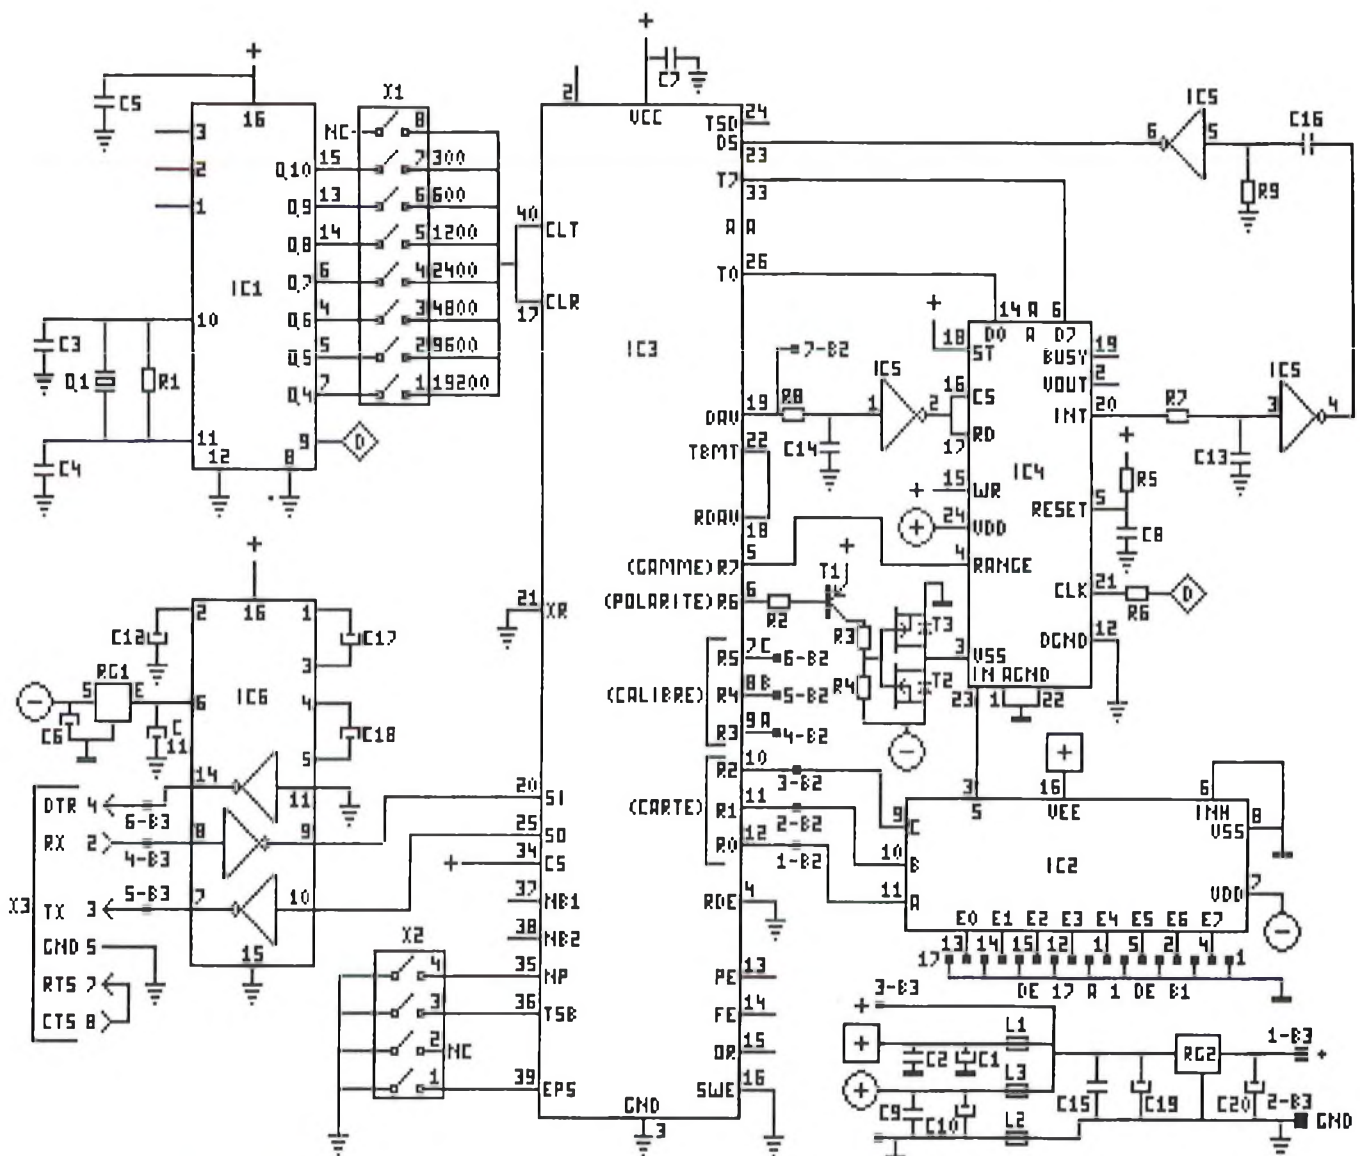 +
C5
16
3
2
1
Q10 15
Q9 13
Q8 14
Q7 6
Q6 4
Q5 5
Q4 7
IC1
10
11
12
8
9
D
C3
Q1
R1
C4
X1
NC 8
7 300
6 600
5 1200
4 2400
3 4800
2 9600
1 19200
+
C7
2
VCC
IC3
40 CLT
17 CLR
21 XR
20 SI
25 SO
+ 34 CS
37 NB1
38 NB2
35 NP
36 TSB
39 EPS
GND
3
TSO 24
DS 23
T7 33
A A
T0 26
DAV 19
TBMT 22
RDAV 18
(GAMME) R7 5
(POLARITE) R6 6
R5 7 C 6-B2
(CALIBRE) R4 8 B 5-B2
R3 9 A 4-B2
R2 10 3-B2
(CARTE) R1 11 2-B2
R0 12 1-B2
RDE 4
PE 13
FE 14
OR 15
SWE 16
IC5
6 5
C16
R9
7-B2
R8
C14
IC5
1 2
+
14 A 6
D0 A D7
18 ST
16 CS
RD
17
+ 15 WR
+ 24 VDD
4 RANGE
3 VSS
IN AGND
23 1 22
IC4
BUSY 19
VOUT 2
INT 20
RESET 5
CLK 21
DGND 12
R7
C13
IC5
3 4
+
R5
C8
R6
D
+
T1
R2
R3
R4
T3
T2
−
+
3 16 6
S VEE INH
9 C
10 B
11 A
IC2
VSS 8
VDD 7
−
E0 E1 E2 E3 E4 E5 E6 E7
13 14 15 12 1 5 2 4
17 1
DE 17 A 1 DE B1
+
2 16 1
C12
C17
3
RG1
− S E
C6
C 11
6
IC6
4
C18
5
14
11
8 9
7 10
15
X3
DTR 4
6-B3
RX 2
4-B3
TX 3
5-B3
GND 5
RTS 7
CTS 8
X2
4
3
2 NC
1
3-B3
+
+
+
C2
C1
L1
L3
L2
C9
C10
C15
C19
RG2
C20
1-B3
+
2-B3
GND